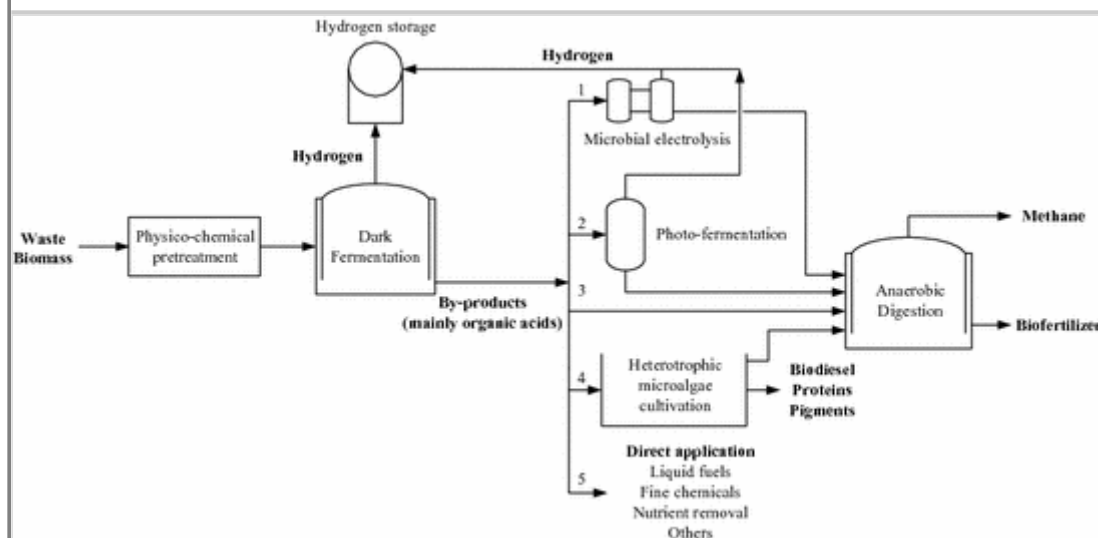 Hydrogen storage
Hydrogen
1
Microbial electrolysis
Hydrogen
2
Photo-fermentation
Methane
Waste
Biomass
Physico-chemical
pretreatment
Dark
Fermentation
By-products
(mainly organic acids)
3
Anaerobic
Digestion
Biofertilizer
4
Heterotrophic
microalgae
cultivation
Biodiesel
Proteins
Pigments
5
Direct application
Liquid fuels
Fine chemicals
Nutrient removal
Others